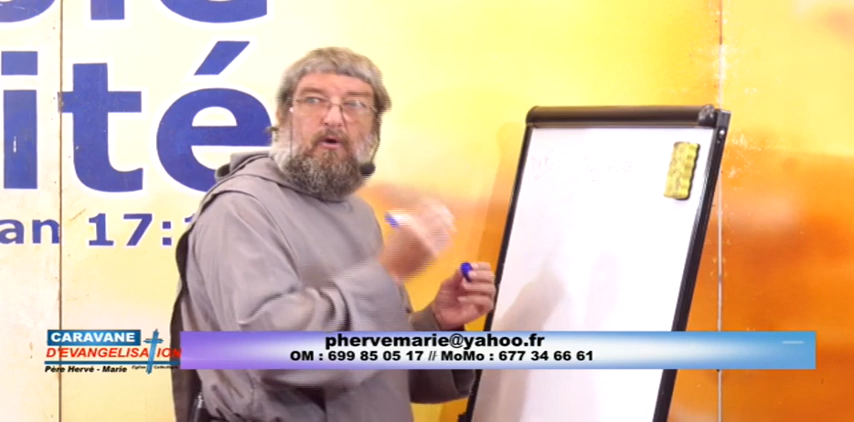 ité
an 17:
CARAVANE
D'EVANGELISATION
Père Hervé - Marie
phervemarie@yahoo.fr
OM : 699 85 05 17 // MoMo : 677 34 66 61